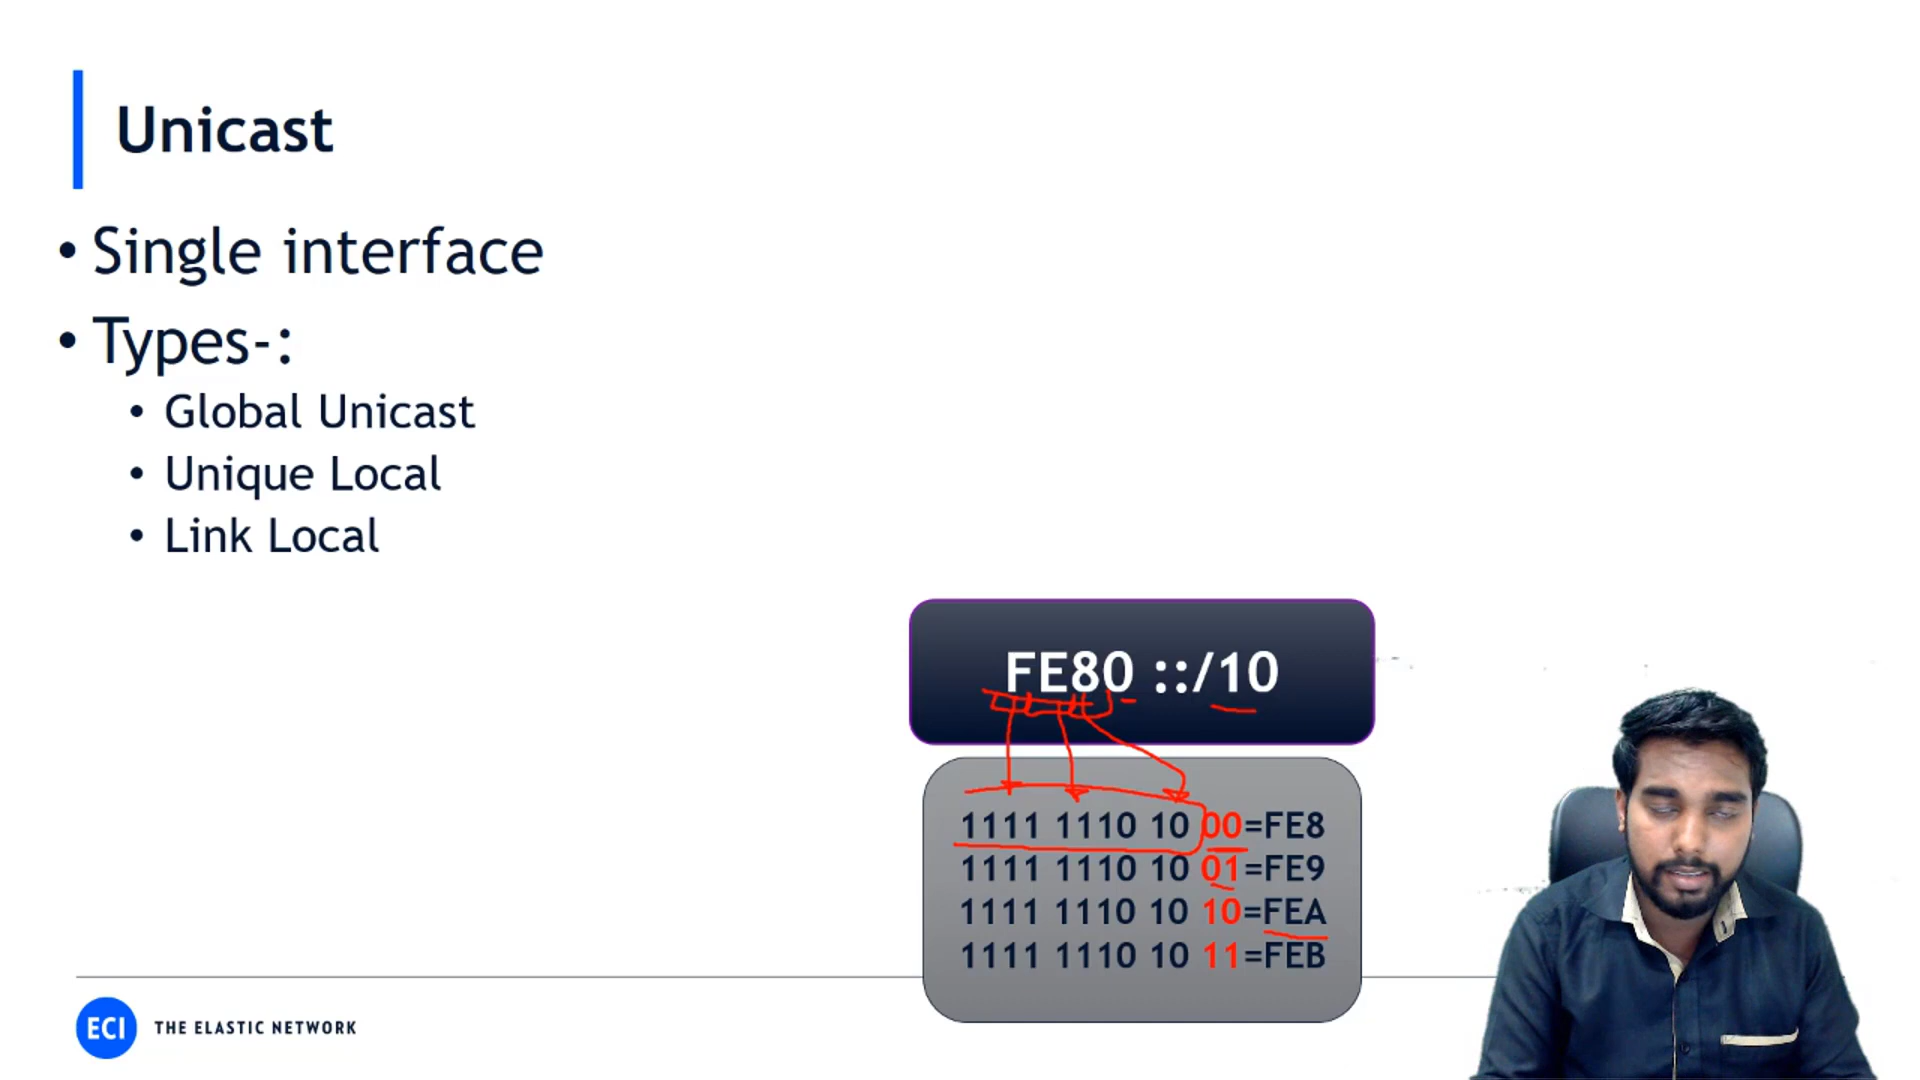 Unicast
• Single interface
• Types-:
• Global Unicast
• Unique Local
• Link Local
FE80 ::/10
1111 1110 10 00=FE8
1111 1110 10 01=FE9
1111 1110 10 10=FEA
1111 1110 10 11=FEB
ECI THE ELASTIC NETWORK